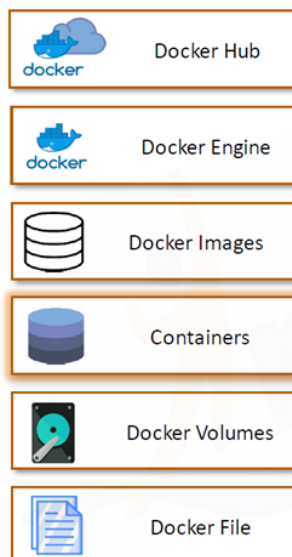 docker
Docker Hub
docker
Docker Engine
Docker Images
Containers
Docker Volumes
Docker File